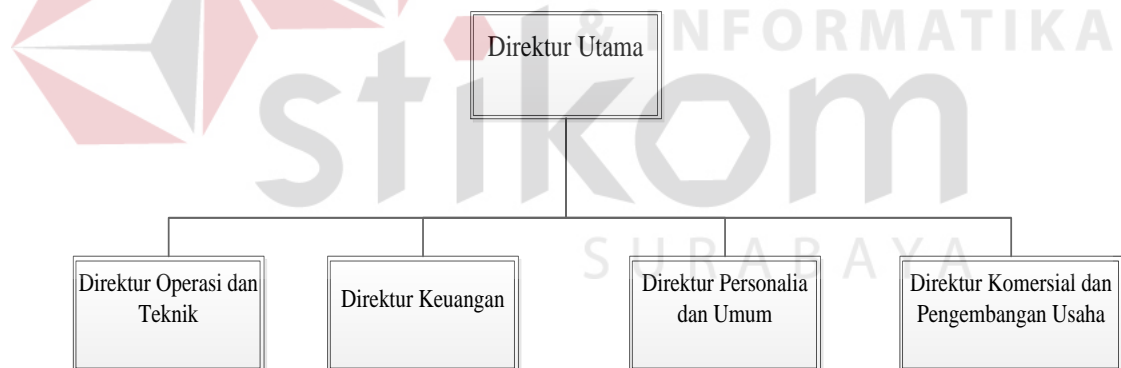 & INFORMATIKA
Direktur Utama
stikom
SURABAYA
Direktur Operasi dan
Teknik
Direktur Keuangan
Direktur Personalia
dan Umum
Direktur Komersial dan
Pengembangan Usaha